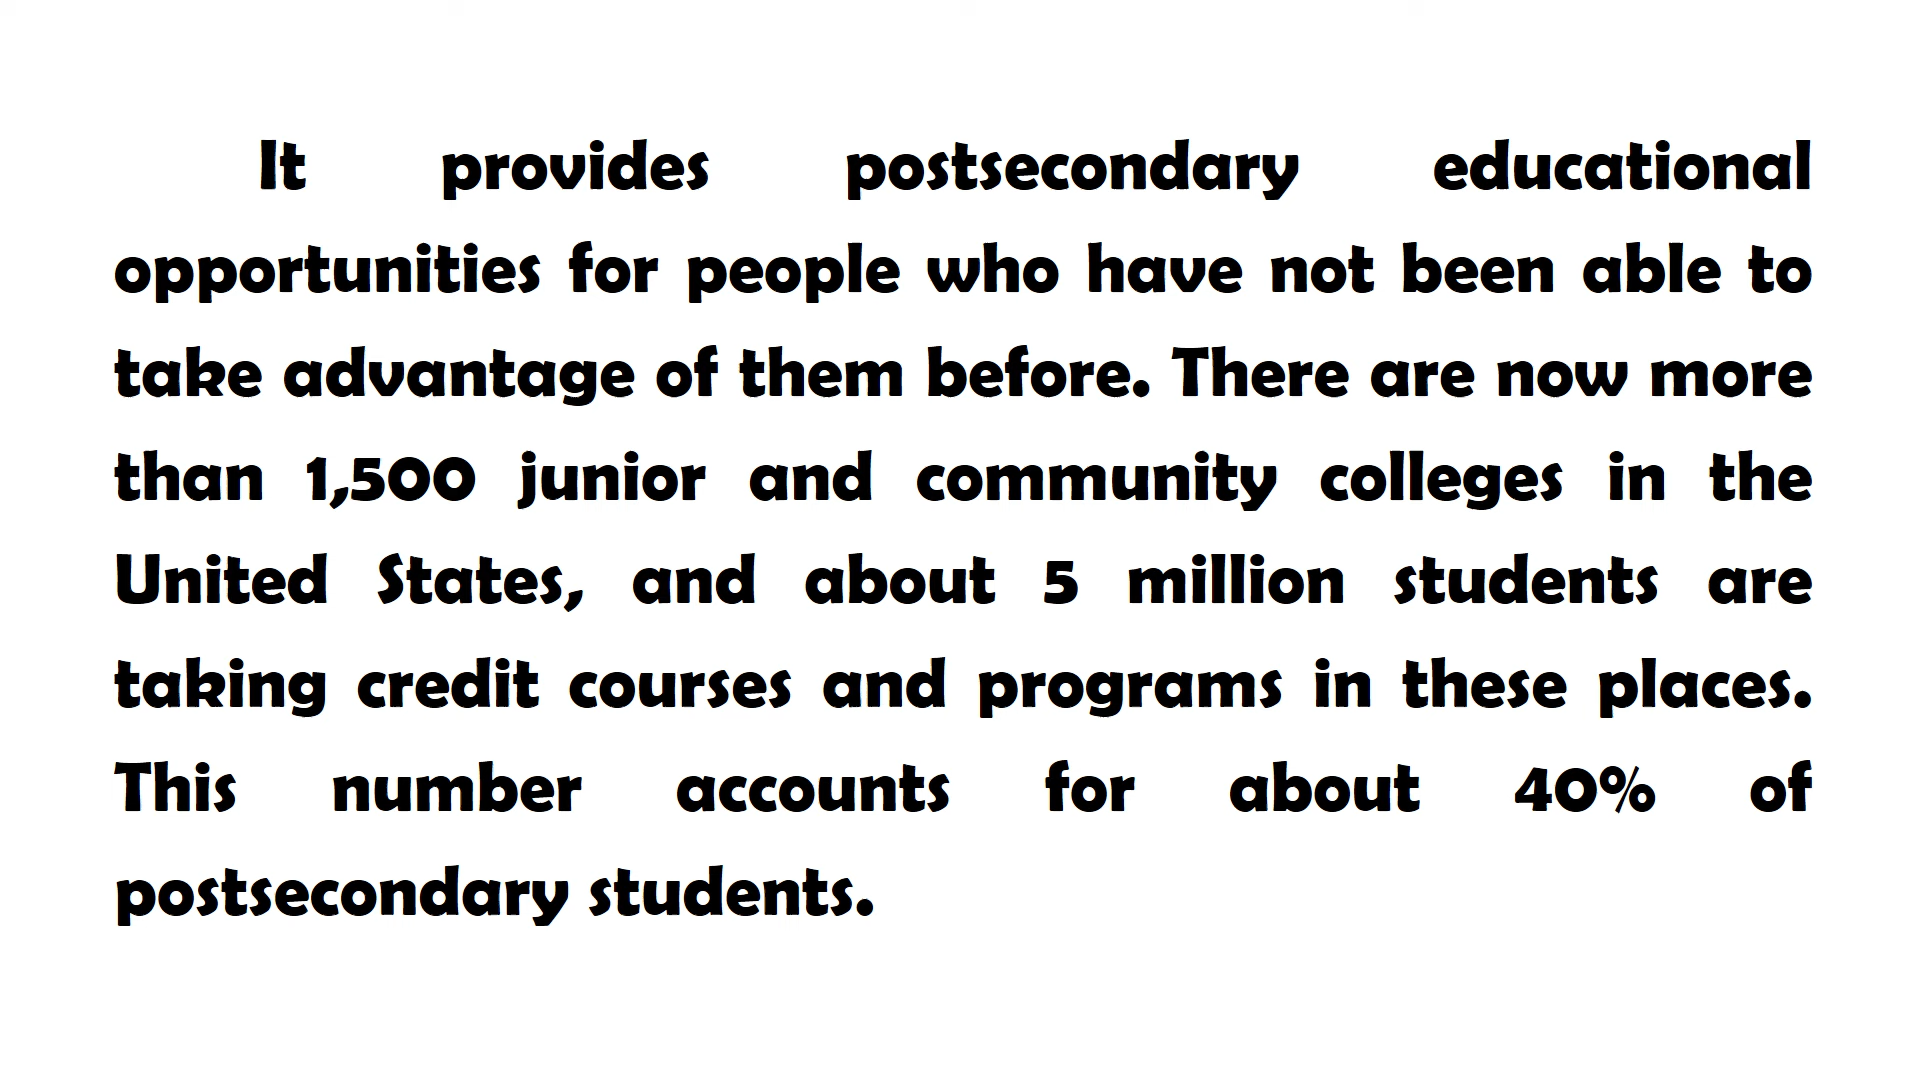 It provides postsecondary educational
opportunities for people who have not been able to
take advantage of them before. There are now more
than 1,500 junior and community colleges in the
United States, and about 5 million students are
taking credit courses and programs in these places.
This number accounts for about 40% of
postsecondary students.